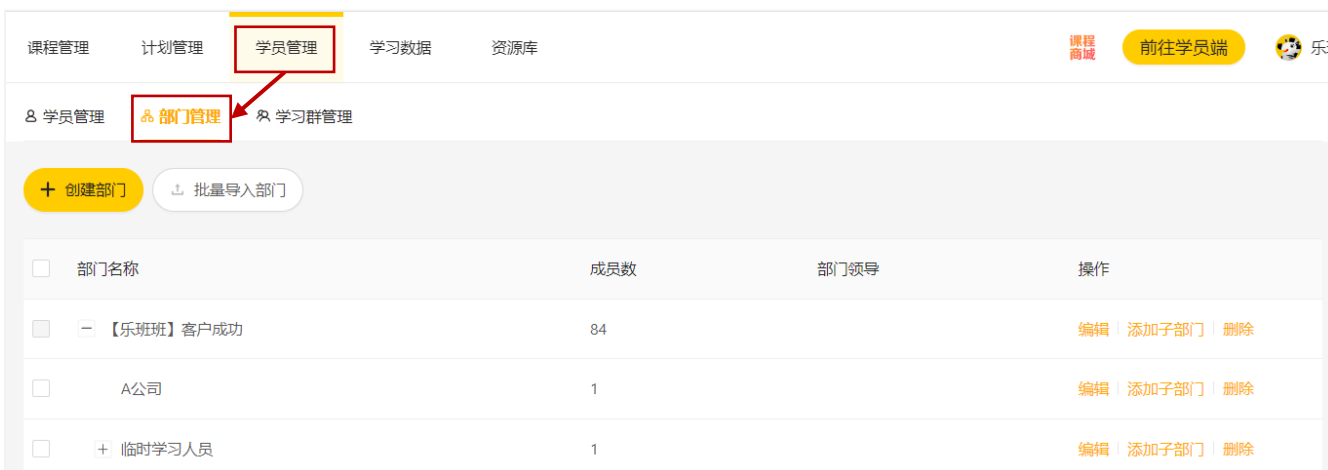 课程管理 计划管理 学员管理 学习数据 资源库 课程商城 前往学员端
学员管理 部门管理 学习群管理
创建部门 批量导入部门
部门名称 成员数 部门领导 操作
【乐班班】客户成功 84 编辑 添加子部门 删除
A公司 1 编辑 添加子部门 删除
临时学习人员 1 编辑 添加子部门 删除